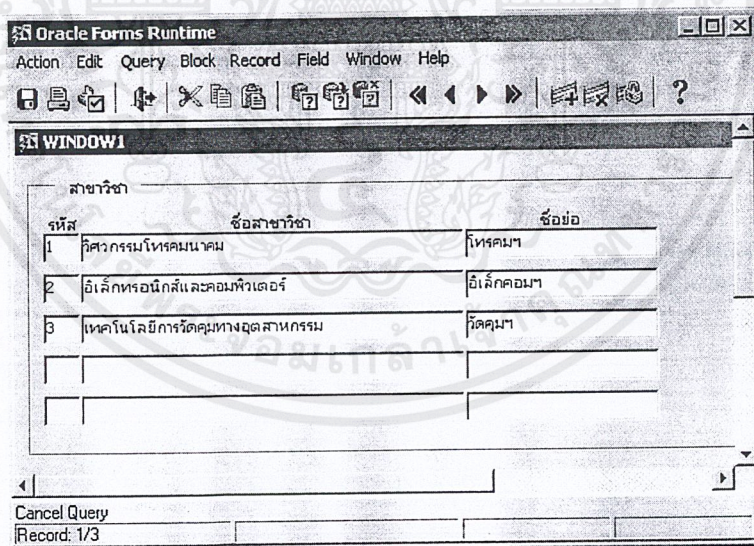 Oracle Forms Runtime
Action Edit Query Block Record Field Window Help
WINDOW1
สาขาวิชา
รหัส ชื่อสาขาวิชา ชื่อย่อ
1 วิศวกรรมโทรคมนาคม โทรคมฯ
2 อิเล็กทรอนิกส์และคอมพิวเตอร์ อิเล็กคอมฯ
3 เทคโนโลยีการวัดคุมทางอุตสาหกรรม วัดคุมฯ
Cancel Query
Record: 1/3